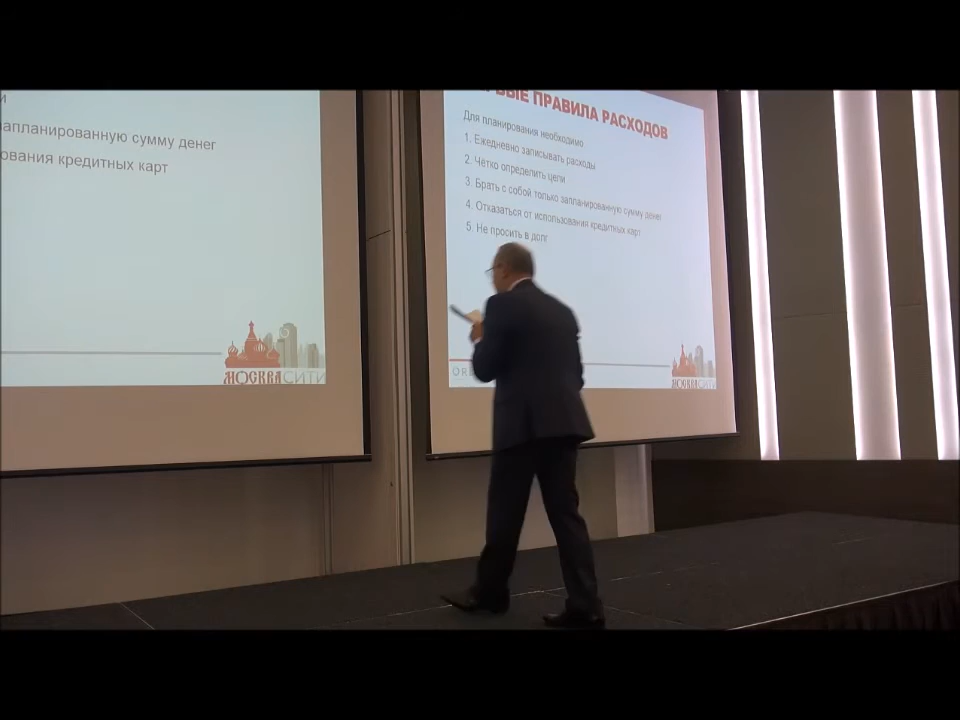 апланированную сумму денег
ования кредитных карт
МОСКВА СИТИ
ПРАВИЛА РАСХОДОВ
Для планирования необходимо
1. Ежедневно записывать расходы
2. Чётко определить цели
3. Брать с собой только запланированную сумму денег
4. Отказаться от использования кредитных карт
5. Не просить в долг
МОСКВА СИТИ